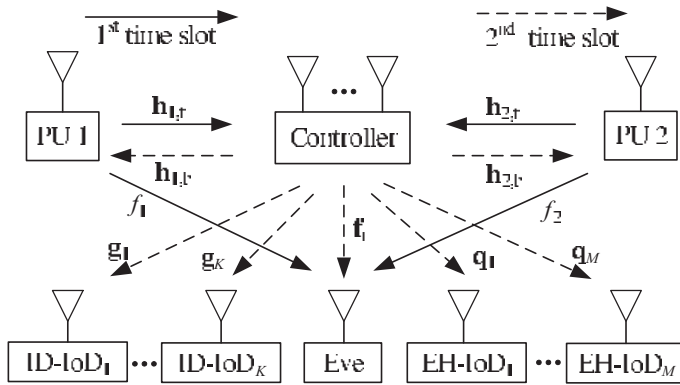 1st time slot
2nd time slot
PU 1
h1,f
Controller
h2,f
PU 2
h1,b
h2,b
f1
f2
g1
gK
f
q1
qM
ID-IoD1
ID-IoDK
Eve
EH-IoD1
EH-IoDM